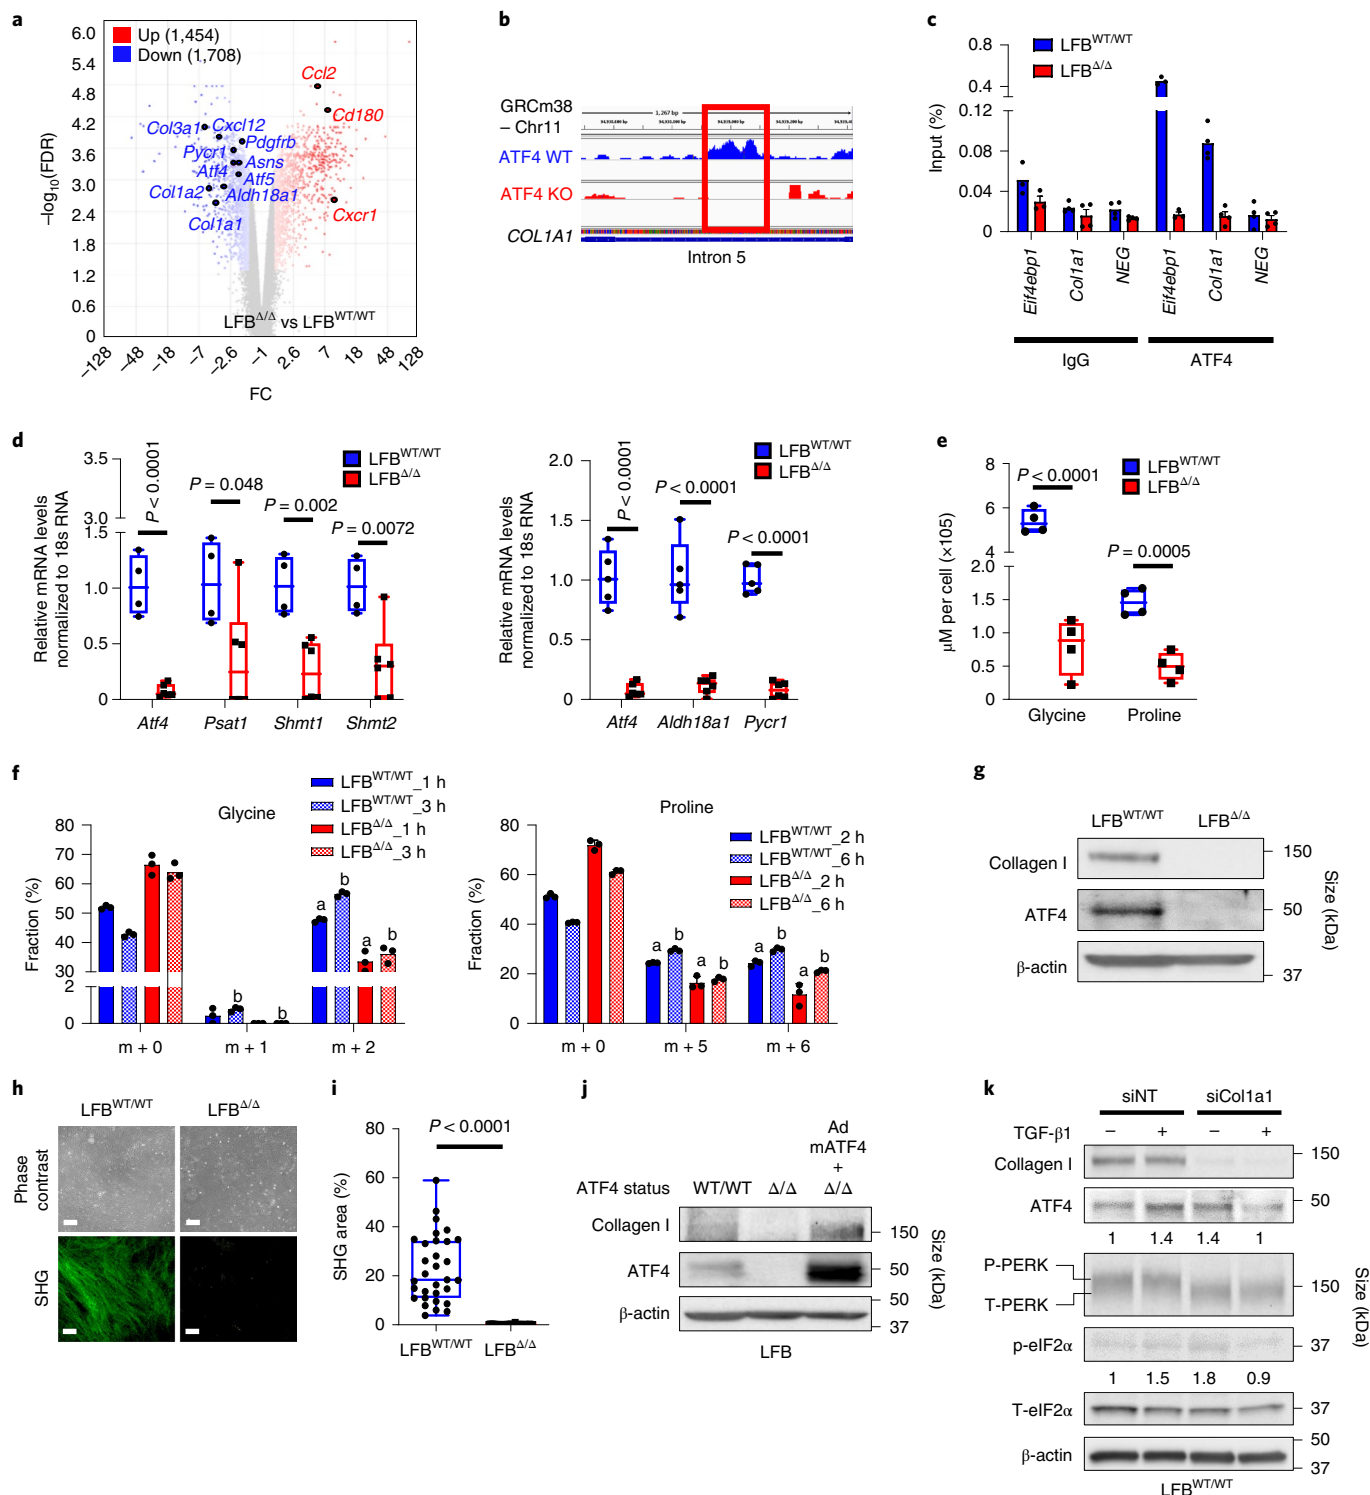 a
Up (1,454)
Down (1,708)
–log10(FDR)
6.0
5.4
4.8
4.2
3.6
3.0
2.4
1.8
1.2
0.6
0
Ccl2
Cd180
Col3a1
Cxcl12
Pdgfrb
Pycr1
Asns
Atf4
Atf5
Col1a2
Aldh18a1
Col1a1
Cxcr1
LFBΔ/Δ vs LFBWT/WT
–128
–48
–18
–7
–2.6
–1
2.6
7
18
48
128
FC
b
GRCm38
– Chr11
1,267 bp
ATF4 WT
ATF4 KO
COL1A1
Intron 5
c
LFBWT/WT
LFBΔ/Δ
Input (%)
0.8
0.4
0.12
0.08
0.04
0
Eif4ebp1
Col1a1
NEG
Eif4ebp1
Col1a1
NEG
IgG
ATF4
d
LFBWT/WT
LFBΔ/Δ
Relative mRNA levels
normalized to 18s RNA
3.5
3.0
1.5
1.0
0.5
0
P < 0.0001
P = 0.048
P = 0.002
P = 0.0072
Atf4
Psat1
Shmt1
Shmt2
LFBWT/WT
LFBΔ/Δ
Relative mRNA levels
normalized to 18s RNA
2.0
1.5
1.0
0.5
0
P < 0.0001
P < 0.0001
P < 0.0001
Atf4
Aldh18a1
Pycr1
e
LFBWT/WT
LFBΔ/Δ
μM per cell (×105)
8
6
4
2
1.5
1.0
0.5
0
P < 0.0001
P = 0.0005
Glycine
Proline
f
LFBWT/WT_1 h
LFBWT/WT_3 h
LFBΔ/Δ_1 h
LFBΔ/Δ_3 h
Glycine
Fraction (%)
80
70
60
50
40
30
2
0
b
b
a
b
a
b
m + 0
m + 1
m + 2
Proline
LFBWT/WT_2 h
LFBWT/WT_6 h
LFBΔ/Δ_2 h
LFBΔ/Δ_6 h
Fraction (%)
80
60
40
20
0
a
b
a
b
a
b
a
b
m + 0
m + 5
m + 6
g
LFBWT/WT
LFBΔ/Δ
Collagen I
ATF4
β-actin
150
50
37
Size (kDa)
h
LFBWT/WT
LFBΔ/Δ
Phase
contrast
SHG
i
SHG area (%)
80
60
40
20
0
P < 0.0001
LFBWT/WT
LFBΔ/Δ
j
Ad
mATF4
+
ATF4 status
WT/WT
Δ/Δ
Δ/Δ
Collagen I
ATF4
β-actin
150
50
50
37
Size (kDa)
LFB
k
siNT
siCol1a1
TGF-β1
–
+
–
+
Collagen I
150
ATF4
50
1
1.4
1.4
1
P-PERK
T-PERK
150
p-eIF2α
37
1
1.5
1.8
0.9
T-eIF2α
37
β-actin
50
37
Size (kDa)
LFBWT/WT